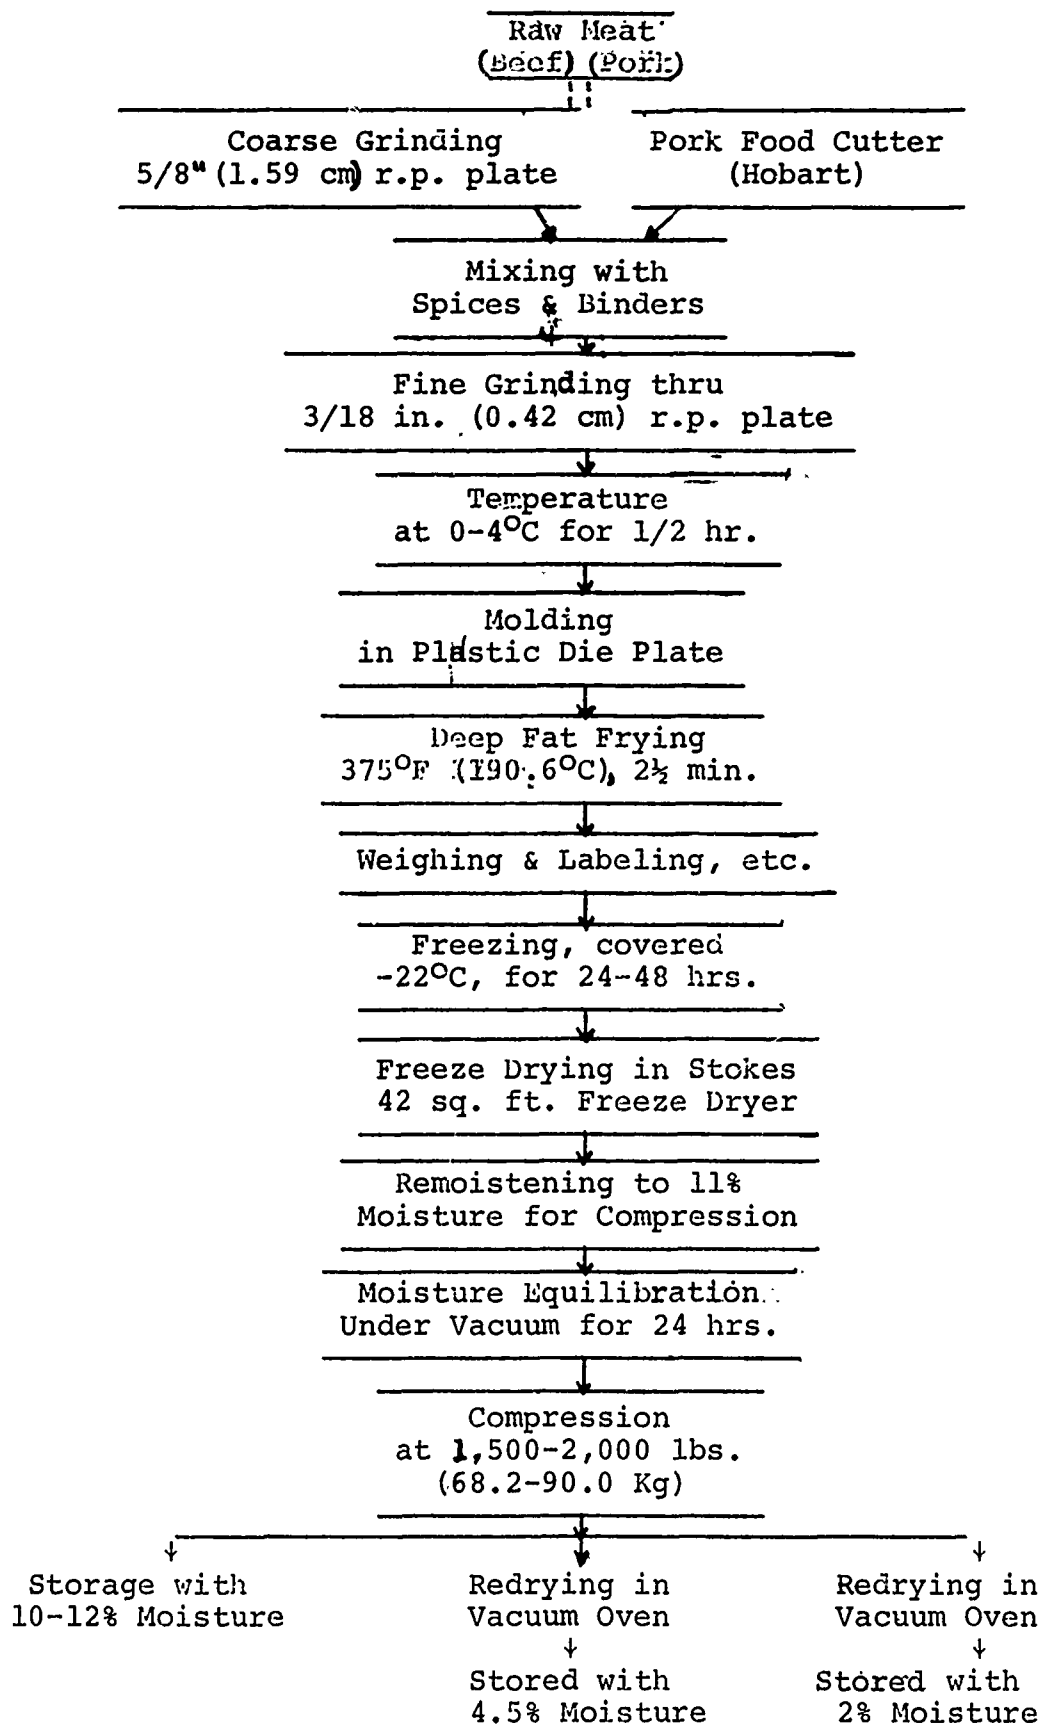 Raw Meat
(Beef) (Pork)
Coarse Grinding
5/8" (1.59 cm) r.p. plate
Pork Food Cutter
(Hobart)
Mixing with
Spices & Binders
Fine Grinding thru
3/18 in. (0.42 cm) r.p. plate
Temperature
at 0-4°C for 1/2 hr.
Molding
in Plastic Die Plate
Deep Fat Frying
375°F (190.6°C), 2½ min.
Weighing & Labeling, etc.
Freezing, covered
-22°C, for 24-48 hrs.
Freeze Drying in Stokes
42 sq. ft. Freeze Dryer
Remoistening to 11%
Moisture for Compression
Moisture Equilibration
Under Vacuum for 24 hrs.
Compression
at 1,500-2,000 lbs.
(68.2-90.0 Kg)
Storage with
10-12% Moisture
Redrying in
Vacuum Oven
Stored with
4.5% Moisture
Redrying in
Vacuum Oven
Stored with
2% Moisture